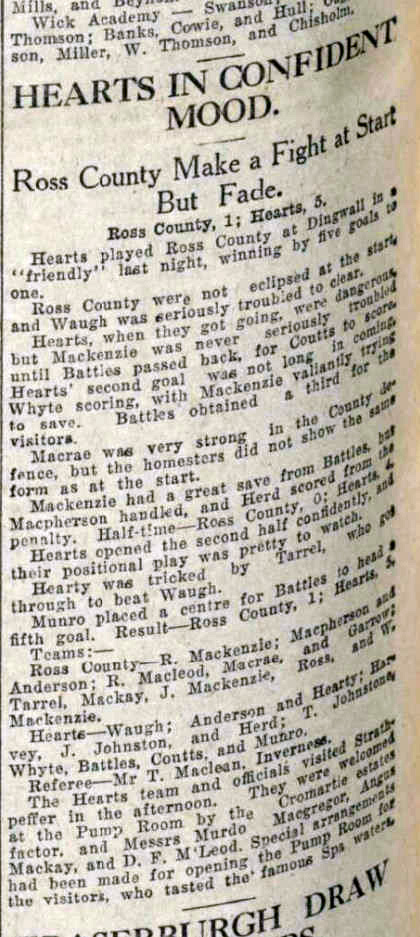 Mills, and
Wick Academy — Swanson,
Thomson; Banks, Cowie, and Hull;
son, Miller, W. Thomson, and Chisholm.
HEARTS IN CONFIDENT
MOOD.
Ross County Make a Fight at Start
But Fade.
Ross County, 1; Hearts, 5.
Hearts played Ross County at Dingwall in a
"friendly" last night, winning by five goals to
one.
Ross County were not eclipsed at the start,
and Waugh was seriously troubled to clear.
Hearts, when they got going, were dangerous,
but Mackenzie was never seriously troubled
until Battles passed back, for Coutts to score.
Hearts' second goal was not long in coming,
Whyte scoring, with Mackenzie valiantly trying
to save. Battles obtained a third for the
visitors.
Macrae was very strong in the County de-
fence, but the homesters did not show the same
form as at the start.
Mackenzie had a great save from Battles, but
Macpherson handled, and Herd scored from the
penalty. Half-time—Ross County, 0; Hearts, 4.
Hearts opened the second half confidently, and
their positional play was pretty to watch.
Hearty was tricked by Tarrel, who got
through to beat Waugh.
Munro placed a centre for Battles to head a
fifth goal. Result—Ross County, 1; Hearts, 5.
Teams:—
Ross County—R. Mackenzie; Macpherson and
Anderson; R. Macleod, Macrae, and Garrow;
Tarrel, Mackay, J. Mackenzie, Ross, and W.
Mackenzie.
Hearts—Waugh; Anderson and Hearty; Har-
vey, J. Johnston, and Herd; T. Johnstone,
Whyte, Battles, Coutts, and Munro.
Referee—Mr T. Maclean, Inverness.
The Hearts team and officials visited Strath-
peffer in the afternoon. They were welcomed
at the Pump Room by the Cromartie estates
factor, and Messrs Murdo Macgregor, Angus
Mackay, and D. F. M'Leod. Special arrangements
had been made for opening the Pump Room for
the visitors, who tasted the famous Spa waters.
DRAW